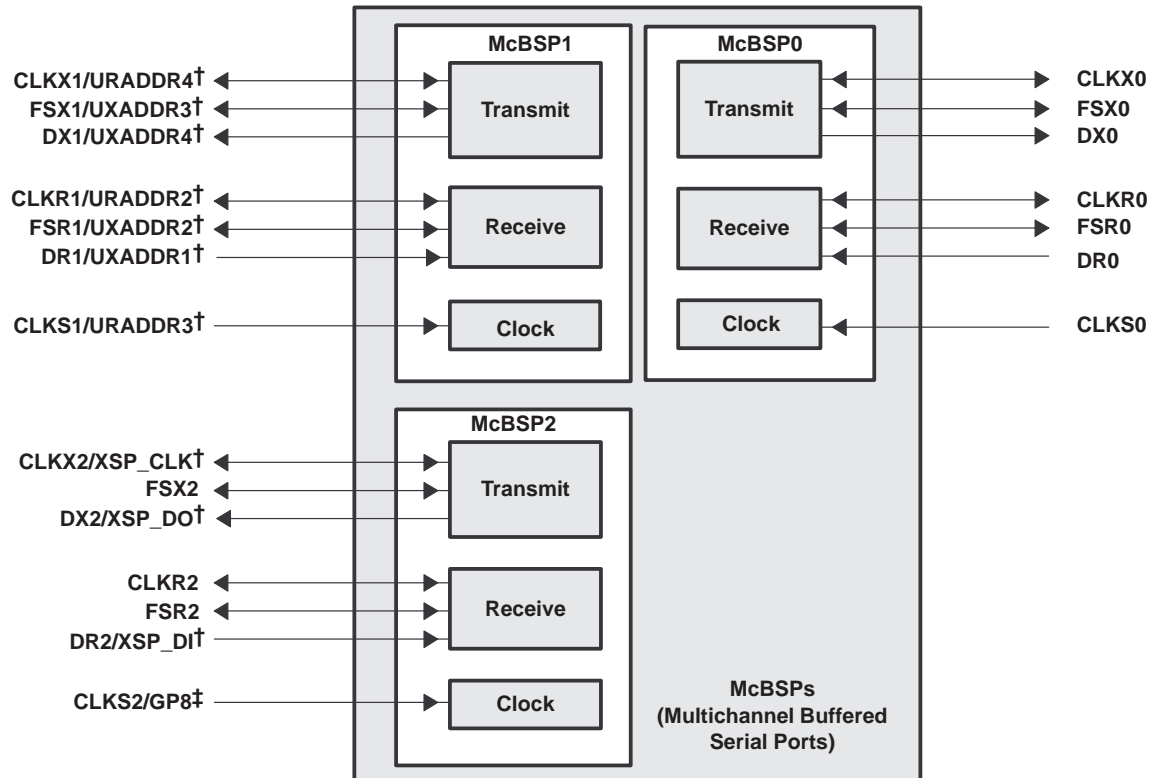 McBSP1
CLKX1/URADDR4†
FSX1/UXADDR3†
DX1/UXADDR4†
Transmit
CLKR1/URADDR2†
FSR1/UXADDR2†
DR1/UXADDR1†
Receive
CLKS1/URADDR3†
Clock
McBSP0
Transmit
CLKX0
FSX0
DX0
Receive
CLKR0
FSR0
DR0
Clock
CLKS0
McBSP2
CLKX2/XSP_CLK†
FSX2
DX2/XSP_DO†
Transmit
CLKR2
FSR2
DR2/XSP_DI†
Receive
CLKS2/GP8‡
Clock
McBSPs
(Multichannel Buffered
Serial Ports)